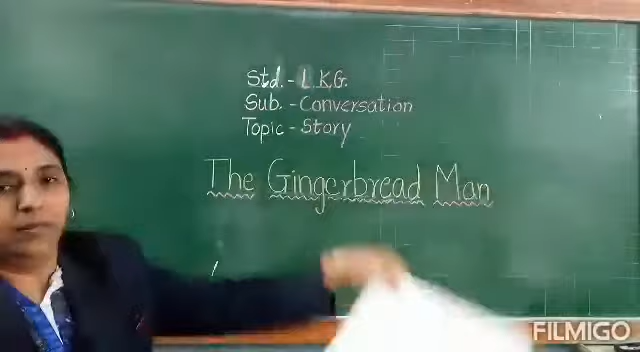 Std. - L.K.G.
Sub. - Conversation
Topic - Story
The Gingerbread Man
FILMIGO